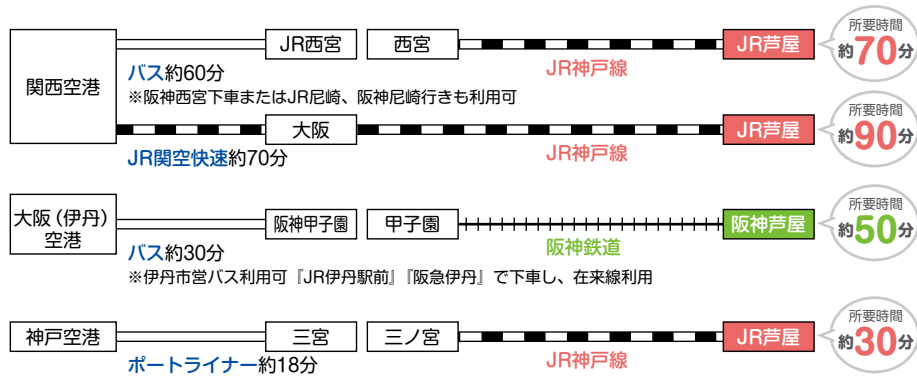 関西空港
JR西宮
西宮
JR芦屋
所要時間
約70分
バス約60分
JR神戸線
※阪神西宮下車またはJR尼崎、阪神尼崎行きも利用可
大阪
JR芦屋
所要時間
約90分
JR関空快速約70分
JR神戸線
大阪(伊丹)
空港
阪神甲子園
甲子園
阪神芦屋
所要時間
約50分
バス約30分
阪神鉄道
※伊丹市営バス利用可『JR伊丹駅前』『阪急伊丹』で下車し、在来線利用
神戸空港
三宮
三ノ宮
JR芦屋
所要時間
約30分
ポートライナー約18分
JR神戸線